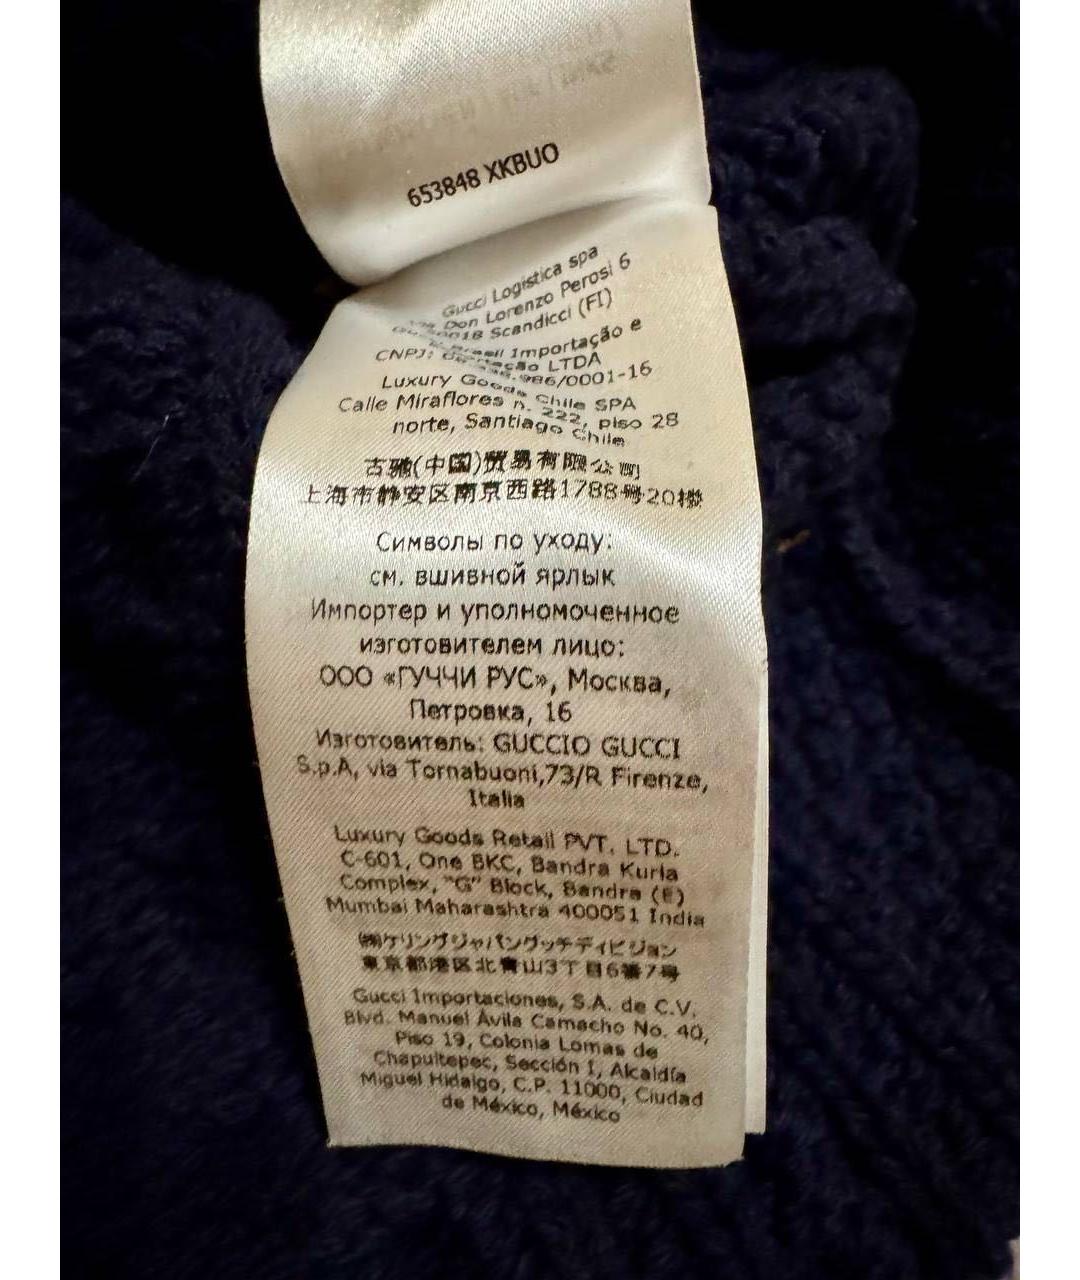 653848 XKBUO
Gucci Logistica spa
Via Don Lorenzo Perosi 6
50018 Scandicci (FI)
Brasil Importação e
LTDA
CNPJ: .986/0001-16
Luxury Goods Chile SPA
Calle Miraflores n. 222, piso 28
norte, Santiago Chile
古驰(中国)贸易有限公司
上海市静安区南京西路1788号20楼
Символы по уходу:
см. вшивной ярлык
Импортер и уполномоченное
изготовителем лицо:
ООО «ГУЧЧИ РУС», Москва,
Петровка, 16
Изготовитель: GUCCIO GUCCI
S.p.A, via Tornabuoni,73/R Firenze,
Italia
Luxury Goods Retail PVT. LTD.
C-601, One BKC, Bandra Kurla
Complex, "G" Block, Bandra (E)
Mumbai Maharashtra 400051 India
㈱ケリングジャパングッチディビジョン
東京都港区北青山3丁目6番7号
Gucci Importaciones, S.A. de C.V.
Blvd. Manuel Ávila Camacho No. 40,
Piso 19, Colonia Lomas de
Chapultepec, Sección I, Alcaldía
Miguel Hidalgo, C.P. 11000, Ciudad
de México, México